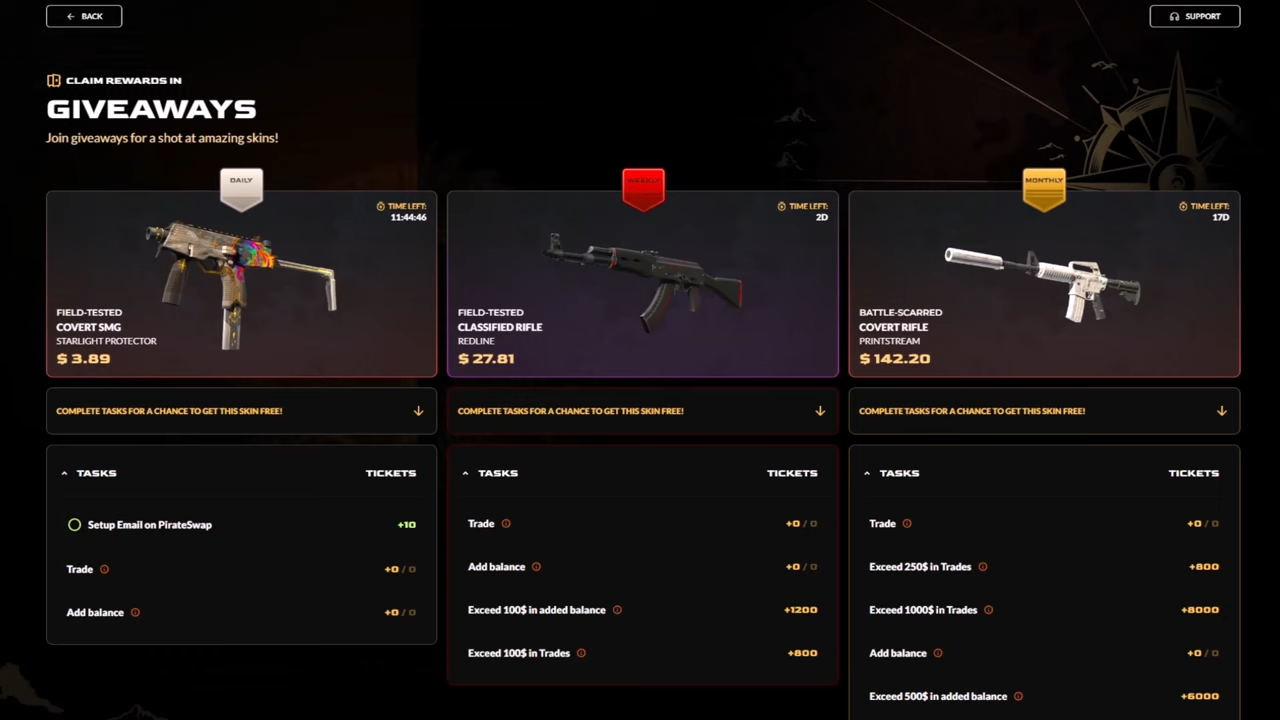 BACK
SUPPORT
CLAIM REWARDS IN
GIVEAWAYS
Join giveaways for a shot at amazing skins!
DAILY
TIME LEFT:
11:44:46
FIELD-TESTED
COVERT SMG
STARLIGHT PROTECTOR
$ 3.89
WEEKLY
TIME LEFT:
2D
FIELD-TESTED
CLASSIFIED RIFLE
REDLINE
$ 27.81
MONTHLY
TIME LEFT:
17D
BATTLE-SCARRED
COVERT RIFLE
PRINTSTREAM
$ 142.20
COMPLETE TASKS FOR A CHANCE TO GET THIS SKIN FREE!
COMPLETE TASKS FOR A CHANCE TO GET THIS SKIN FREE!
COMPLETE TASKS FOR A CHANCE TO GET THIS SKIN FREE!
TASKS TICKETS
Setup Email on PirateSwap +10
Trade +0 / 0
Add balance +0 / 0
TASKS TICKETS
Trade +0 / 0
Add balance +0 / 0
Exceed 100$ in added balance +1200
Exceed 100$ in Trades +800
TASKS TICKETS
Trade +0 / 0
Exceed 250$ in Trades +800
Exceed 1000$ in Trades +8000
Add balance +0 / 0
Exceed 500$ in added balance +6000